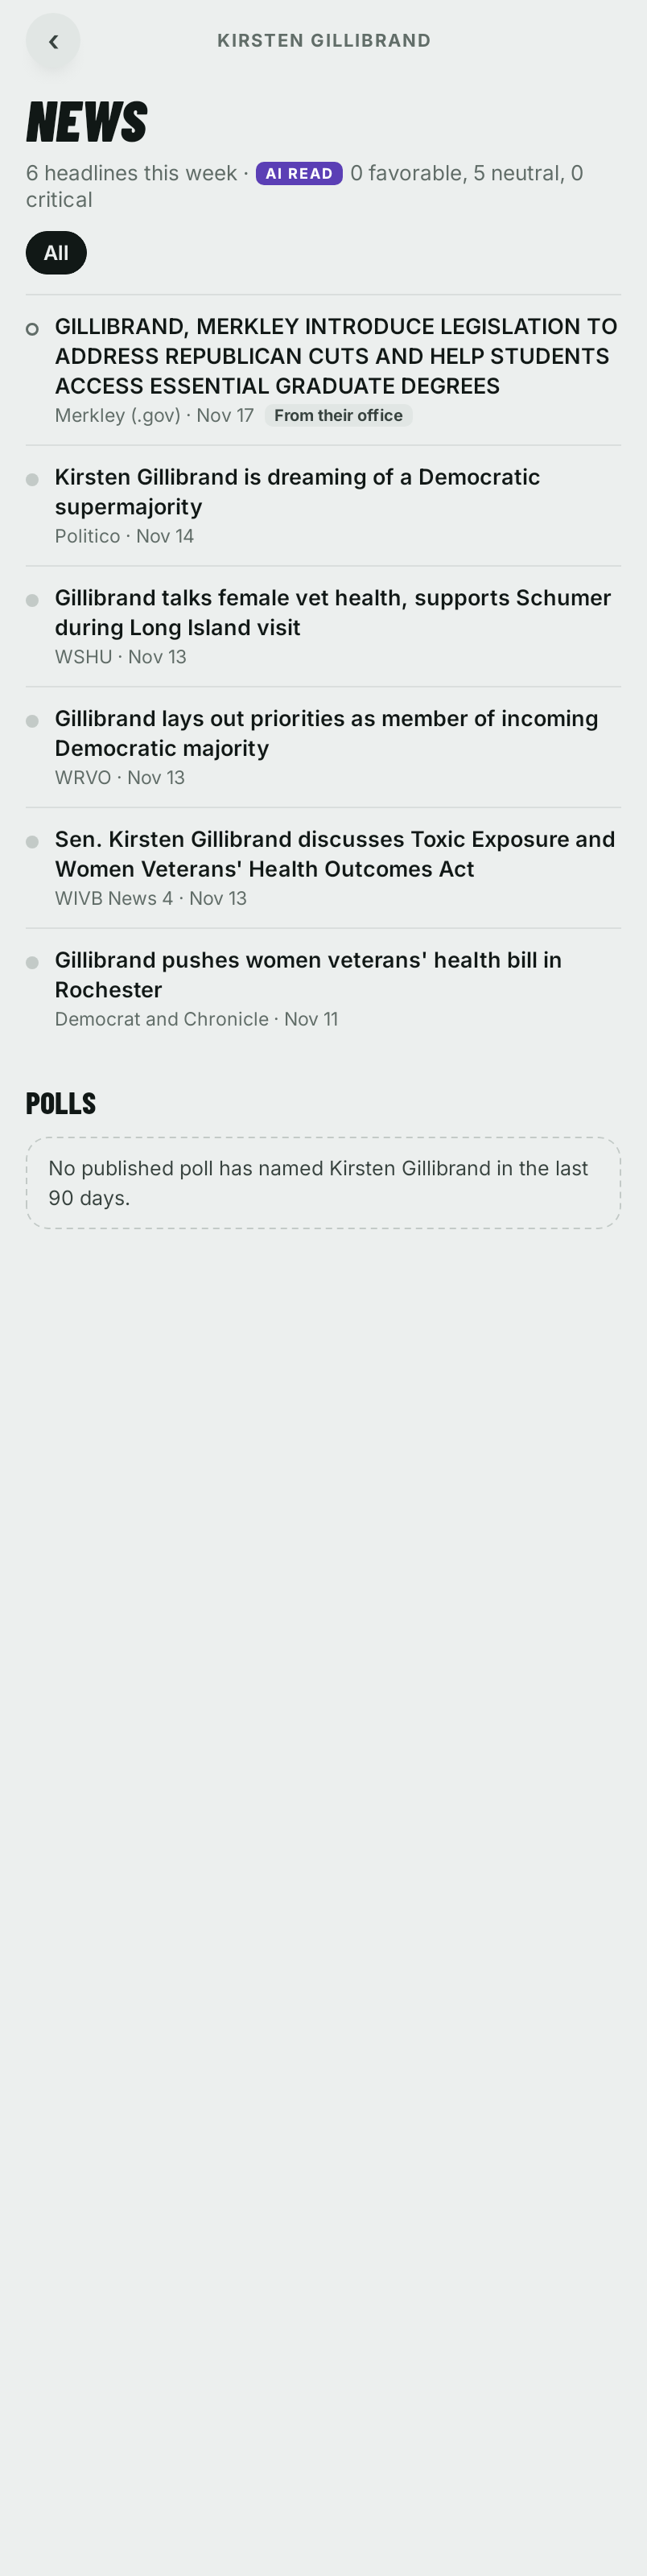 ‹
KIRSTEN GILLIBRAND
NEWS
6 headlines this week · AI READ 0 favorable, 5 neutral, 0
critical
All
GILLIBRAND, MERKLEY INTRODUCE LEGISLATION TO
ADDRESS REPUBLICAN CUTS AND HELP STUDENTS
ACCESS ESSENTIAL GRADUATE DEGREES
Merkley (.gov) · Nov 17 From their office
Kirsten Gillibrand is dreaming of a Democratic
supermajority
Politico · Nov 14
Gillibrand talks female vet health, supports Schumer
during Long Island visit
WSHU · Nov 13
Gillibrand lays out priorities as member of incoming
Democratic majority
WRVO · Nov 13
Sen. Kirsten Gillibrand discusses Toxic Exposure and
Women Veterans' Health Outcomes Act
WIVB News 4 · Nov 13
Gillibrand pushes women veterans' health bill in
Rochester
Democrat and Chronicle · Nov 11
POLLS
No published poll has named Kirsten Gillibrand in the last
90 days.